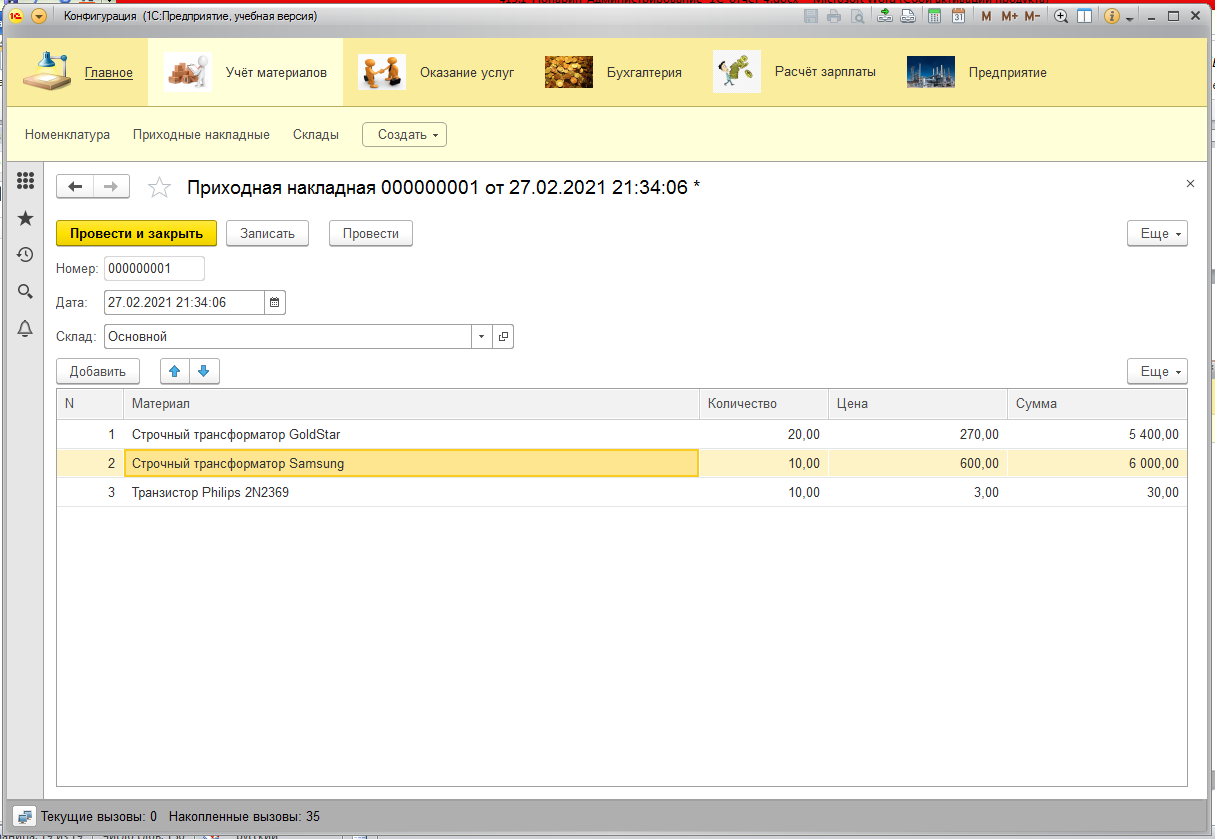 Конфигурация (1С:Предприятие, учебная версия)
M M+ M-
Главное Учёт материалов Оказание услуг Бухгалтерия Расчёт зарплаты Предприятие
Номенклатура Приходные накладные Склады Создать
Приходная накладная 000000001 от 27.02.2021 21:34:06 *
Провести и закрыть Записать Провести Еще
Номер: 000000001
Дата: 27.02.2021 21:34:06
Склад: Основной
Добавить Еще
N Материал Количество Цена Сумма
1 Строчный трансформатор GoldStar 20,00 270,00 5 400,00
2 Строчный трансформатор Samsung 10,00 600,00 6 000,00
3 Транзистор Philips 2N2369 10,00 3,00 30,00
Текущие вызовы: 0 Накопленные вызовы: 35